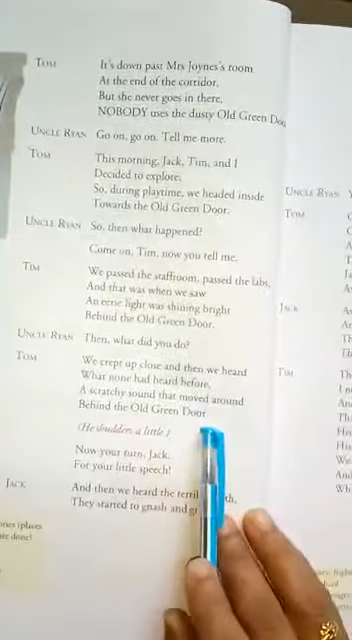 TOM It's down past Mrs Joynes's room
At the end of the corridor,
But she never goes in there,
NOBODY uses the dusty Old Green Doo
UNCLE RYAN Go on, go on. Tell me more.
TOM This morning, Jack, Tim, and I
Decided to explore,
So, during playtime, we headed inside
Towards the Old Green Door.
UNCLE RYAN So, then what happened?
Come on, Tim, now you tell me.
TIM We passed the staffroom, passed the labs,
And that was when we saw
An eerie light was shining bright
Behind the Old Green Door.
UNCLE RYAN Then, what did you do?
TOM We crept up close and then we heard
What none had heard before,
A scratchy sound that moved around
Behind the Old Green Door
(He shudders a little)
Now your turn, Jack.
For your little speech!
JACK And then we heard the
They started to gnash and
(places
are done!
UNCLE RYAN
TOM
JACK
TIM